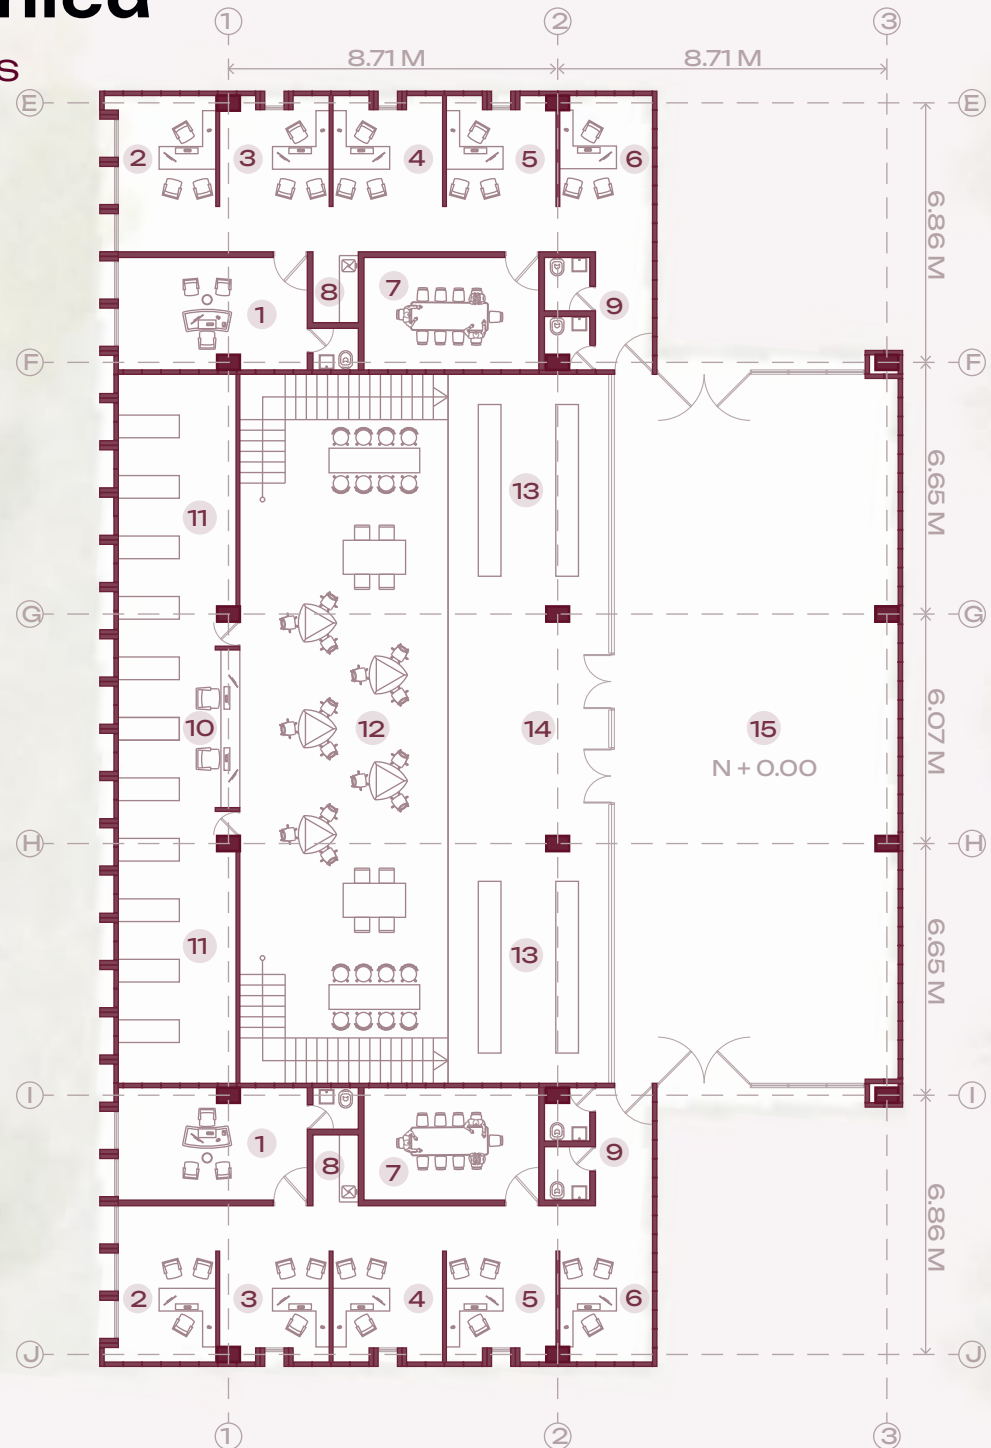 nica
s
1 2 3
8.71 M 8.71 M
E E
2 3 4 5 6
6.86 M
8 7 9
1
F F
6.65 M
13
11
G G
10 12 14 15
6.07 M
N + 0.00
H H
11 13
6.65 M
I I
1 8 7 9
6.86 M
2 3 4 5 6
J J
1 2 3